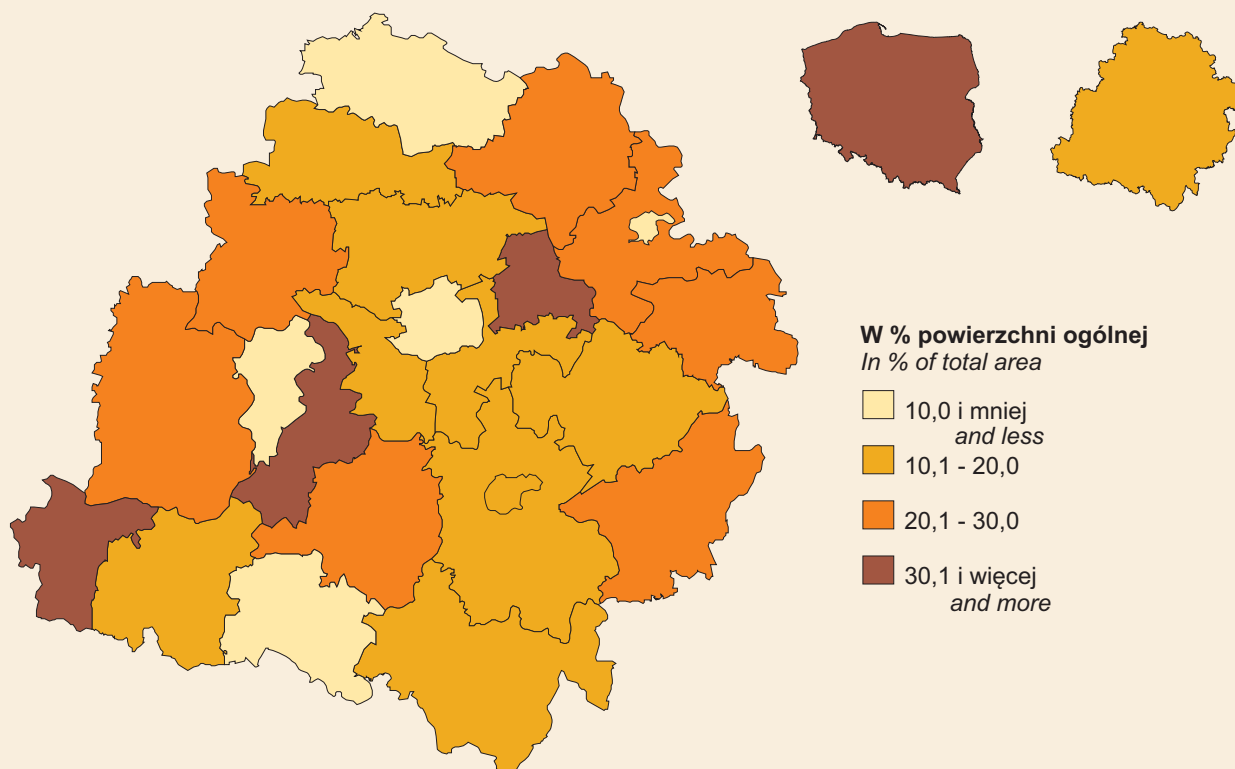 W % powierzchni ogólnej
In % of total area
10,0 i mniej
and less
10,1 - 20,0
20,1 - 30,0
30,1 i więcej
and more